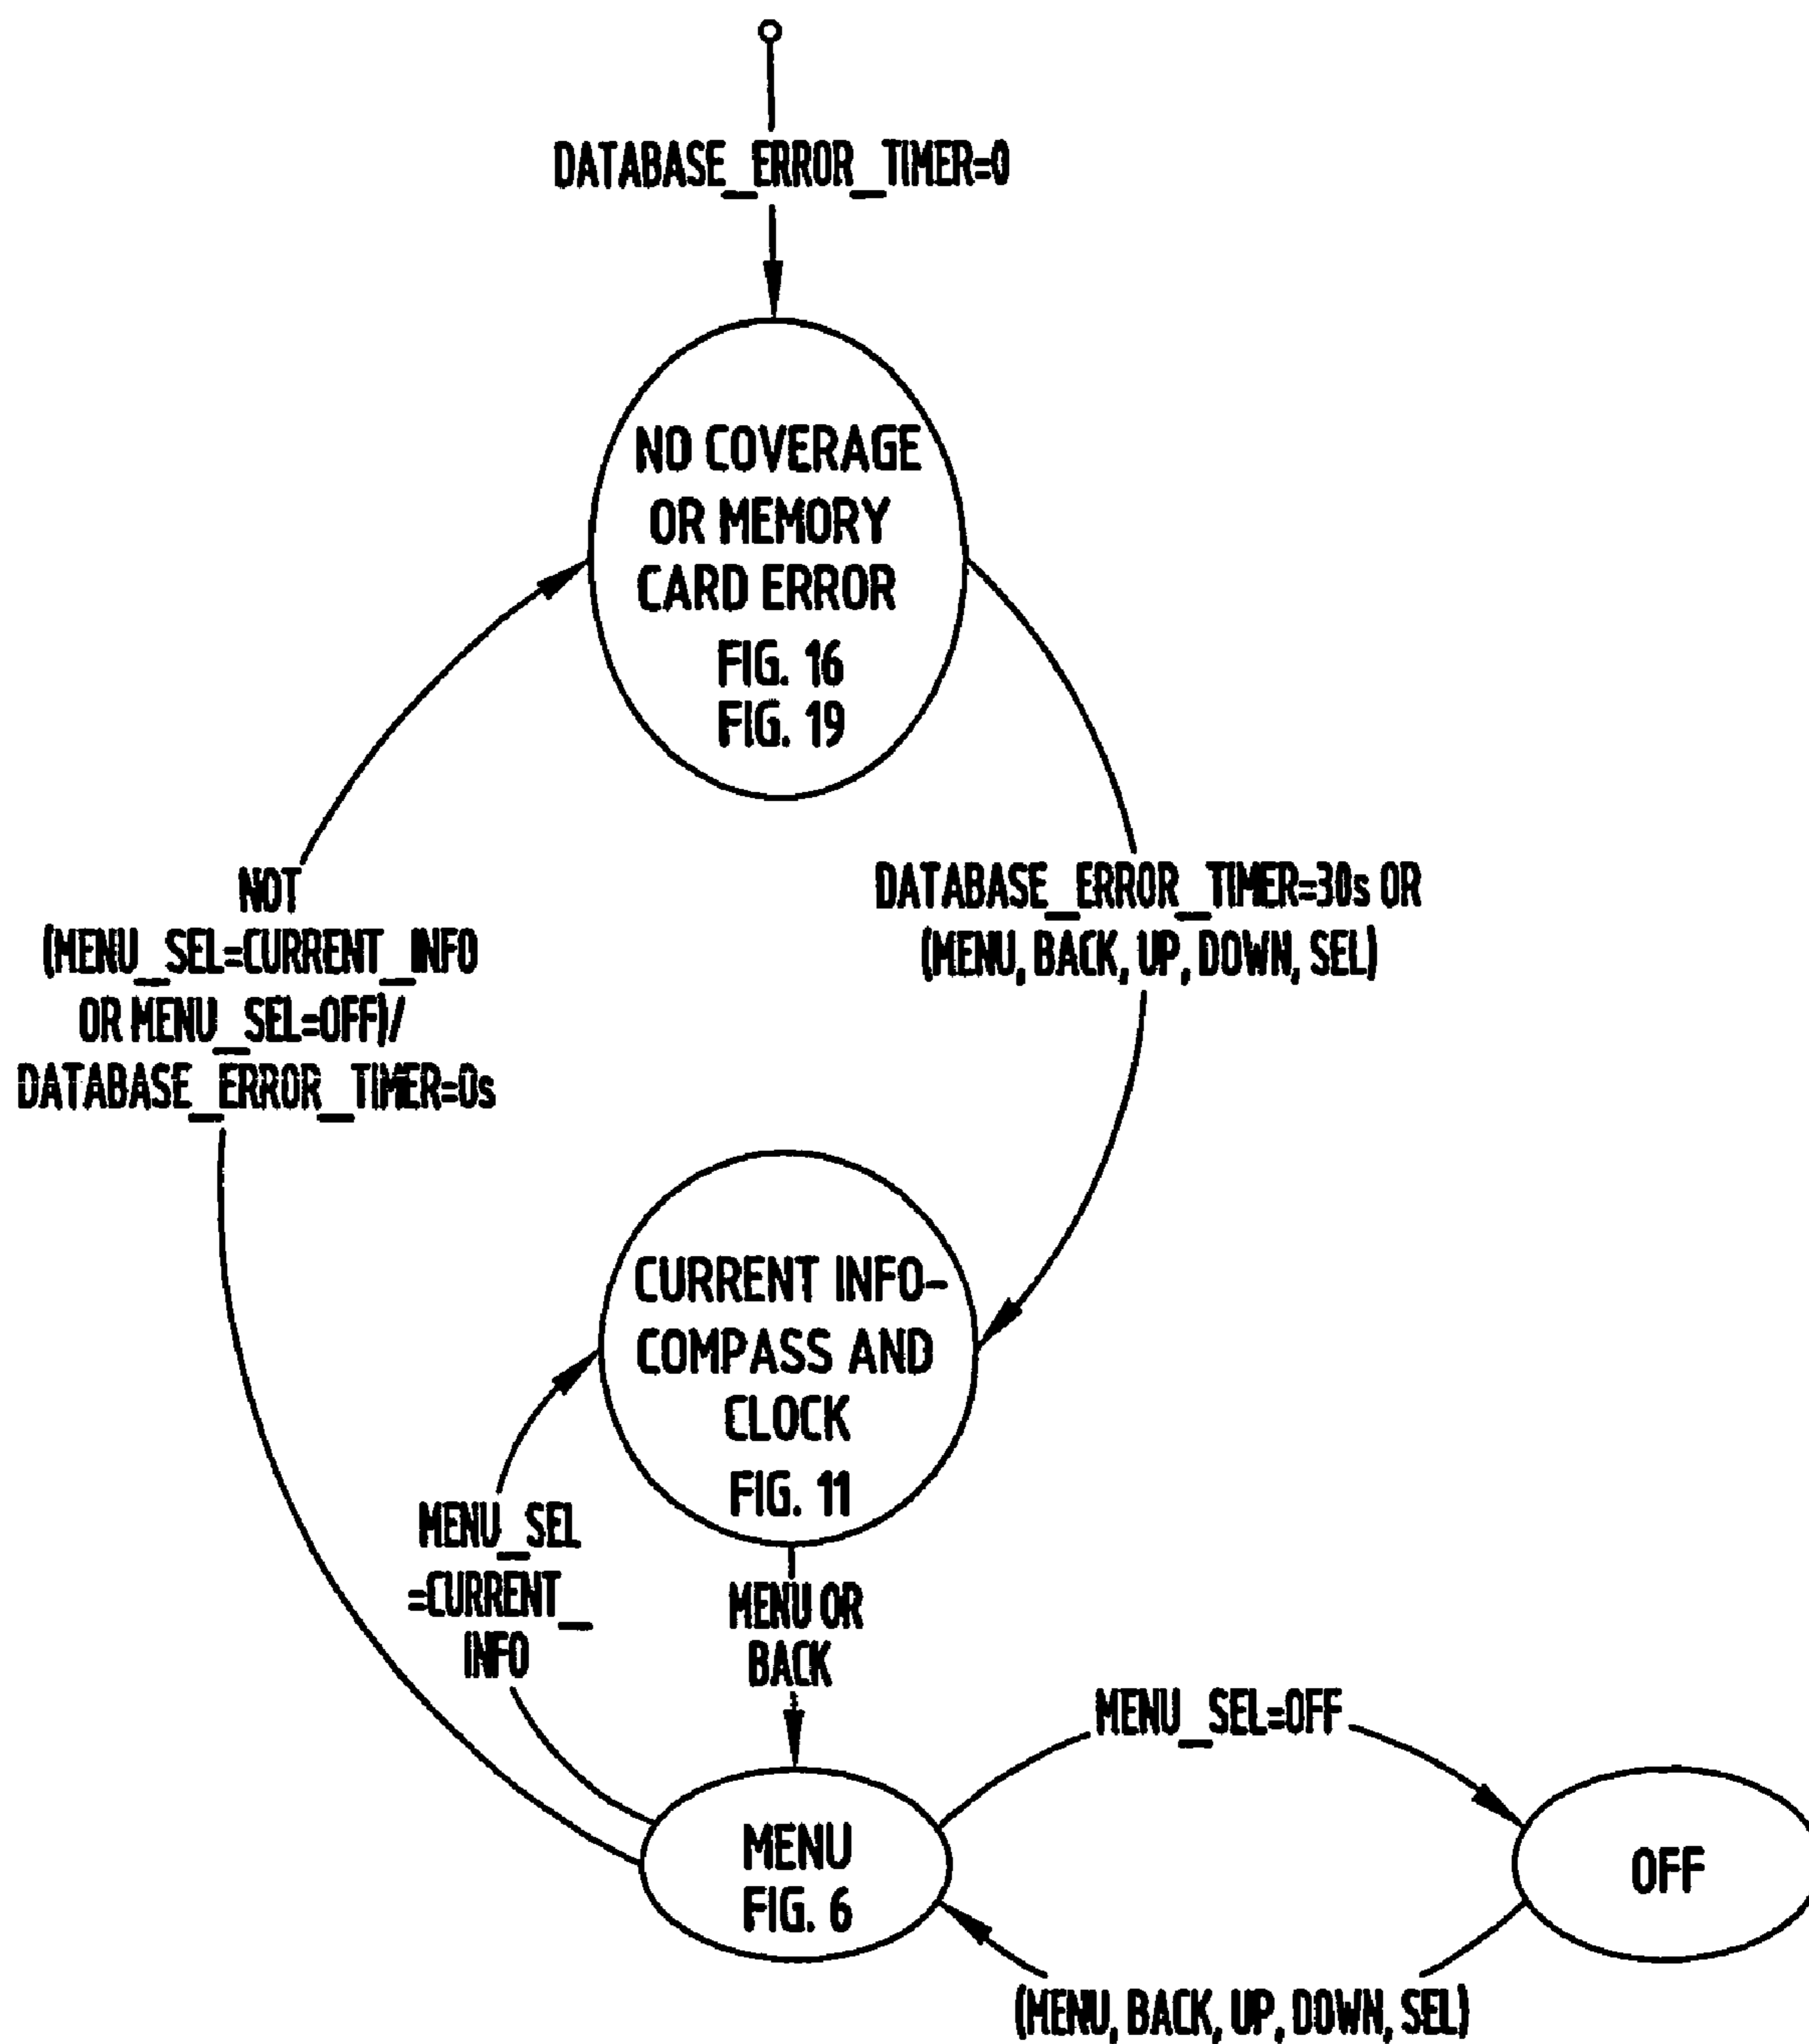 DATABASE_ERROR_TIMER=0
NO COVERAGE
OR MEMORY
CARD ERROR
FIG. 16
FIG. 19
NOT
(MENU_SEL=CURRENT_INFO
OR MENU_SEL=OFF)/
DATABASE_ERROR_TIMER=0s
DATABASE_ERROR_TIMER=30s OR
(MENU, BACK, UP, DOWN, SEL)
CURRENT INFO-
COMPASS AND
CLOCK
FIG. 11
MENU_SEL
=CURRENT_
INFO
MENU OR
BACK
MENU_SEL=OFF
MENU
FIG. 6
OFF
(MENU, BACK, UP, DOWN, SEL)